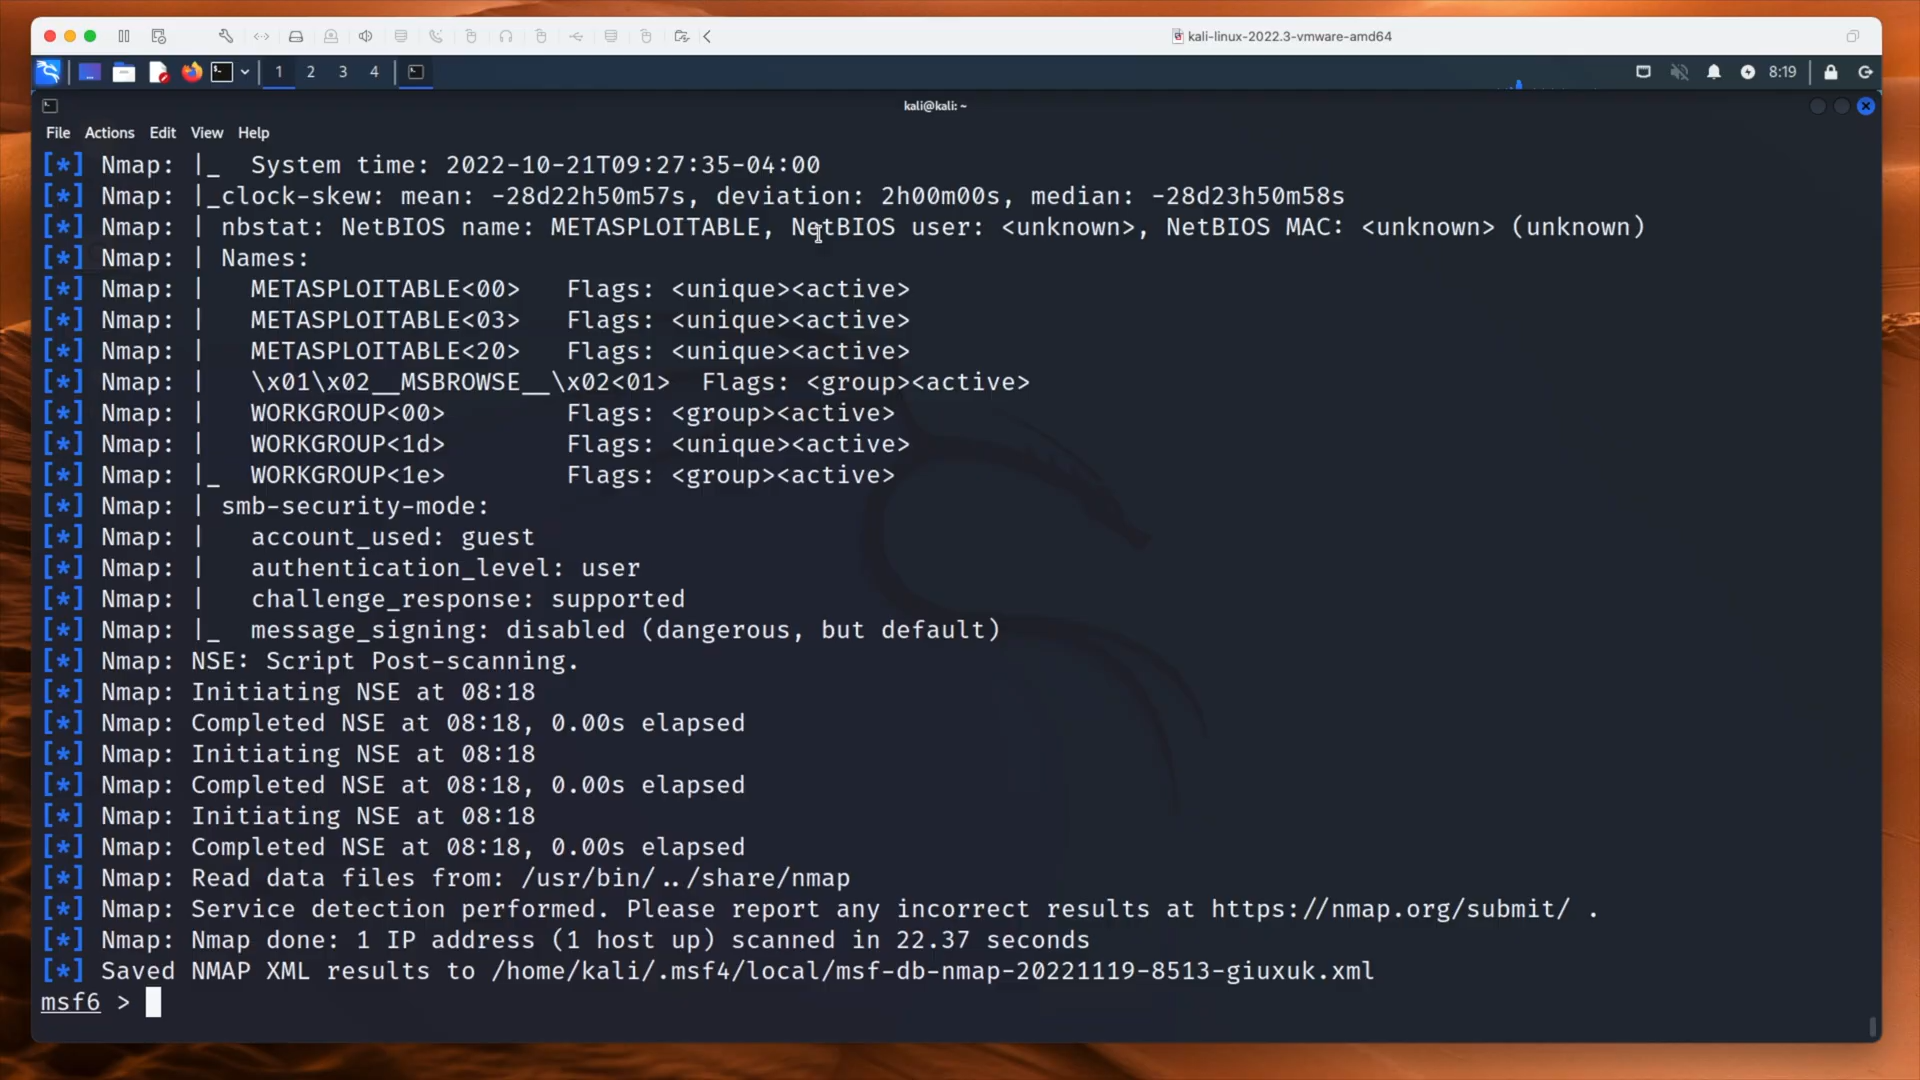 kali-linux-2022.3-vmware-amd64
1 2 3 4
8:19
kali@kali: ~
File Actions Edit View Help
[*] Nmap: |_  System time: 2022-10-21T09:27:35-04:00
[*] Nmap: |_clock-skew: mean: -28d22h50m57s, deviation: 2h00m00s, median: -28d23h50m58s
[*] Nmap: | nbstat: NetBIOS name: METASPLOITABLE, NetBIOS user: <unknown>, NetBIOS MAC: <unknown> (unknown)
[*] Nmap: | Names:
[*] Nmap: |   METASPLOITABLE<00>   Flags: <unique><active>
[*] Nmap: |   METASPLOITABLE<03>   Flags: <unique><active>
[*] Nmap: |   METASPLOITABLE<20>   Flags: <unique><active>
[*] Nmap: |   \x01\x02__MSBROWSE__\x02<01>  Flags: <group><active>
[*] Nmap: |   WORKGROUP<00>        Flags: <group><active>
[*] Nmap: |   WORKGROUP<1d>        Flags: <unique><active>
[*] Nmap: |_  WORKGROUP<1e>        Flags: <group><active>
[*] Nmap: | smb-security-mode:
[*] Nmap: |   account_used: guest
[*] Nmap: |   authentication_level: user
[*] Nmap: |   challenge_response: supported
[*] Nmap: |_  message_signing: disabled (dangerous, but default)
[*] Nmap: NSE: Script Post-scanning.
[*] Nmap: Initiating NSE at 08:18
[*] Nmap: Completed NSE at 08:18, 0.00s elapsed
[*] Nmap: Initiating NSE at 08:18
[*] Nmap: Completed NSE at 08:18, 0.00s elapsed
[*] Nmap: Initiating NSE at 08:18
[*] Nmap: Completed NSE at 08:18, 0.00s elapsed
[*] Nmap: Read data files from: /usr/bin/../share/nmap
[*] Nmap: Service detection performed. Please report any incorrect results at https://nmap.org/submit/ .
[*] Nmap: Nmap done: 1 IP address (1 host up) scanned in 22.37 seconds
[*] Saved NMAP XML results to /home/kali/.msf4/local/msf-db-nmap-20221119-8513-giuxuk.xml
msf6 >